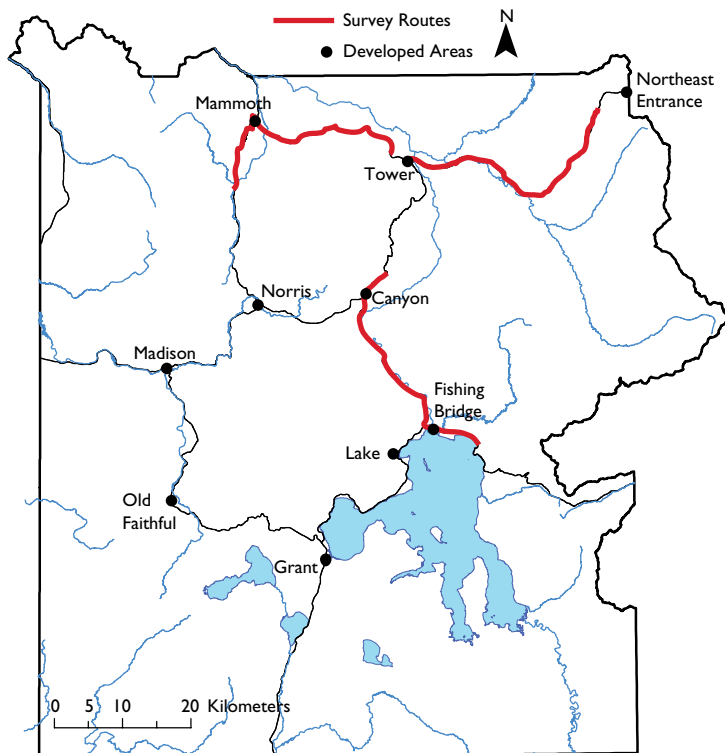 Survey Routes
Developed Areas
N
Northeast
Entrance
Mammoth
Tower
Norris
Canyon
Madison
Fishing
Bridge
Lake
Old
Faithful
Grant
0 5 10 20 Kilometers